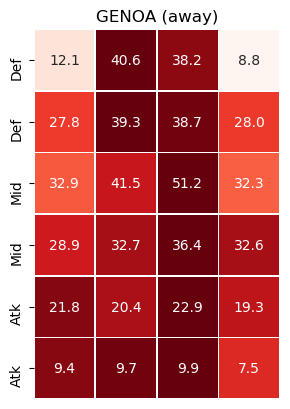 GENOA (away)
Def 12.1 40.6 38.2 8.8
Def 27.8 39.3 38.7 28.0
Mid 32.9 41.5 51.2 32.3
Mid 28.9 32.7 36.4 32.6
Atk 21.8 20.4 22.9 19.3
Atk 9.4 9.7 9.9 7.5